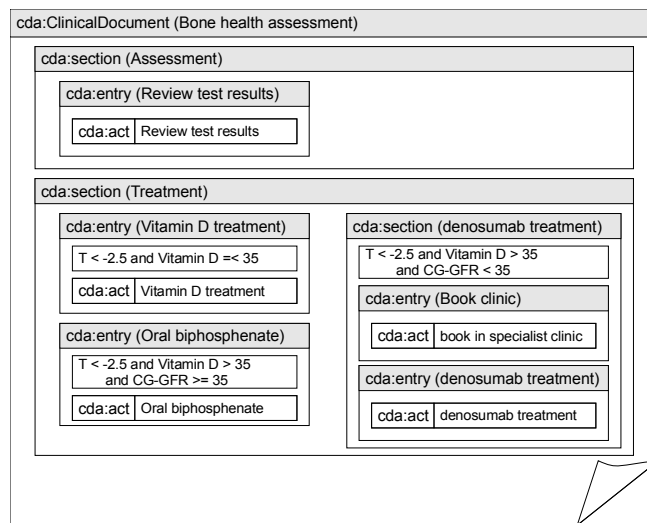 cda:ClinicalDocument (Bone health assessment)
cda:section (Assessment)
cda:entry (Review test results)
cda:act Review test results
cda:section (Treatment)
cda:entry (Vitamin D treatment)
T < -2.5 and Vitamin D =< 35
cda:act Vitamin D treatment
cda:entry (Oral biphosphenate)
T < -2.5 and Vitamin D > 35
and CG-GFR >= 35
cda:act Oral biphosphenate
cda:section (denosumab treatment)
T < -2.5 and Vitamin D > 35
and CG-GFR < 35
cda:entry (Book clinic)
cda:act book in specialist clinic
cda:entry (denosumab treatment)
cda:act denosumab treatment